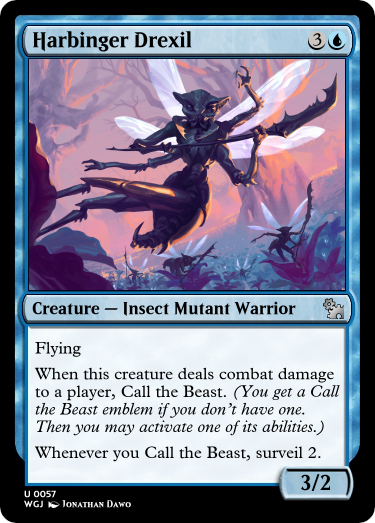 Harbinger Drexil
3
Creature — Insect Mutant Warrior
Flying
When this creature deals combat damage
to a player, Call the Beast. (You get a Call
the Beast emblem if you don't have one.
Then you may activate one of its abilities.)
Whenever you Call the Beast, surveil 2.
3/2
U 0057
WGJ Jonathan Dawo